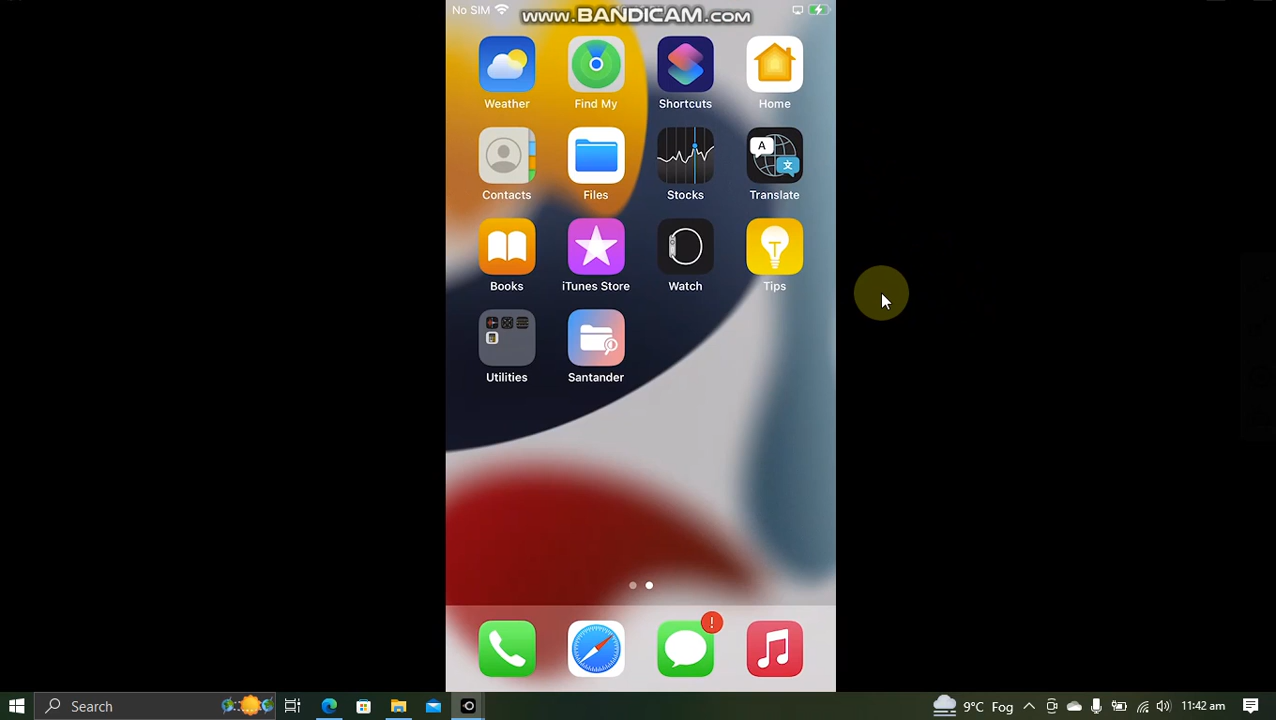 No SIM
www.BANDICAM.com
Weather Find My Shortcuts Home
A
文
Contacts Files Stocks Translate
T
Books iTunes Store Watch Tips
Utilities Santander
!
Search
9°C Fog
11:42 am